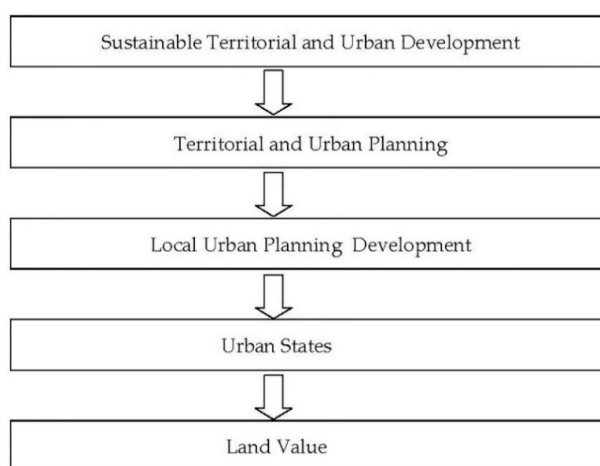 Sustainable Territorial and Urban Development
Territorial and Urban Planning
Local Urban Planning Development
Urban States
Land Value